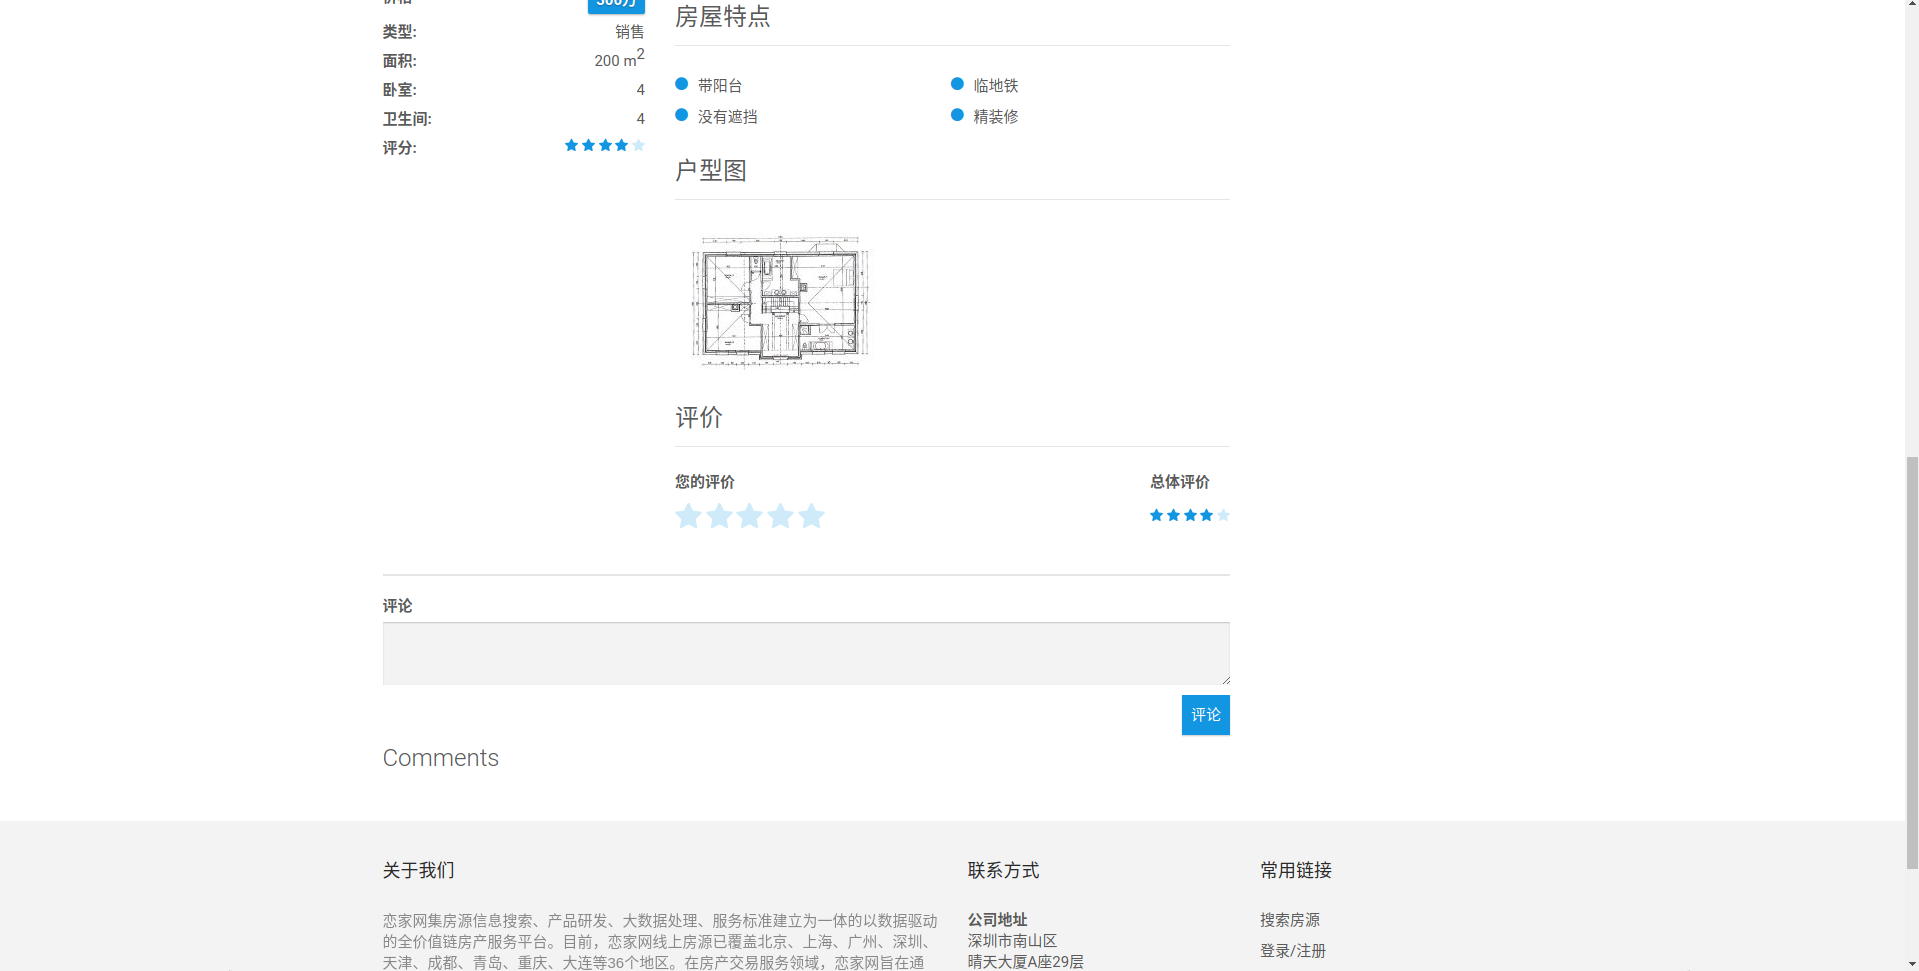 类型: 销售
面积: 200 m2
卧室: 4
卫生间: 4
评分:
房屋特点
带阳台 临地铁
没有遮挡 精装修
户型图
评价
您的评价 总体评价
评论
评论
Comments
关于我们
恋家网集房源信息搜索、产品研发、大数据处理、服务标准建立为一体的以数据驱动
的全价值链房产服务平台。目前，恋家网线上房源已覆盖北京、上海、广州、深圳、
天津、成都、青岛、重庆、大连等36个地区。在房产交易服务领域，恋家网旨在通
联系方式
公司地址
深圳市南山区
晴天大厦A座29层
常用链接
搜索房源
登录/注册